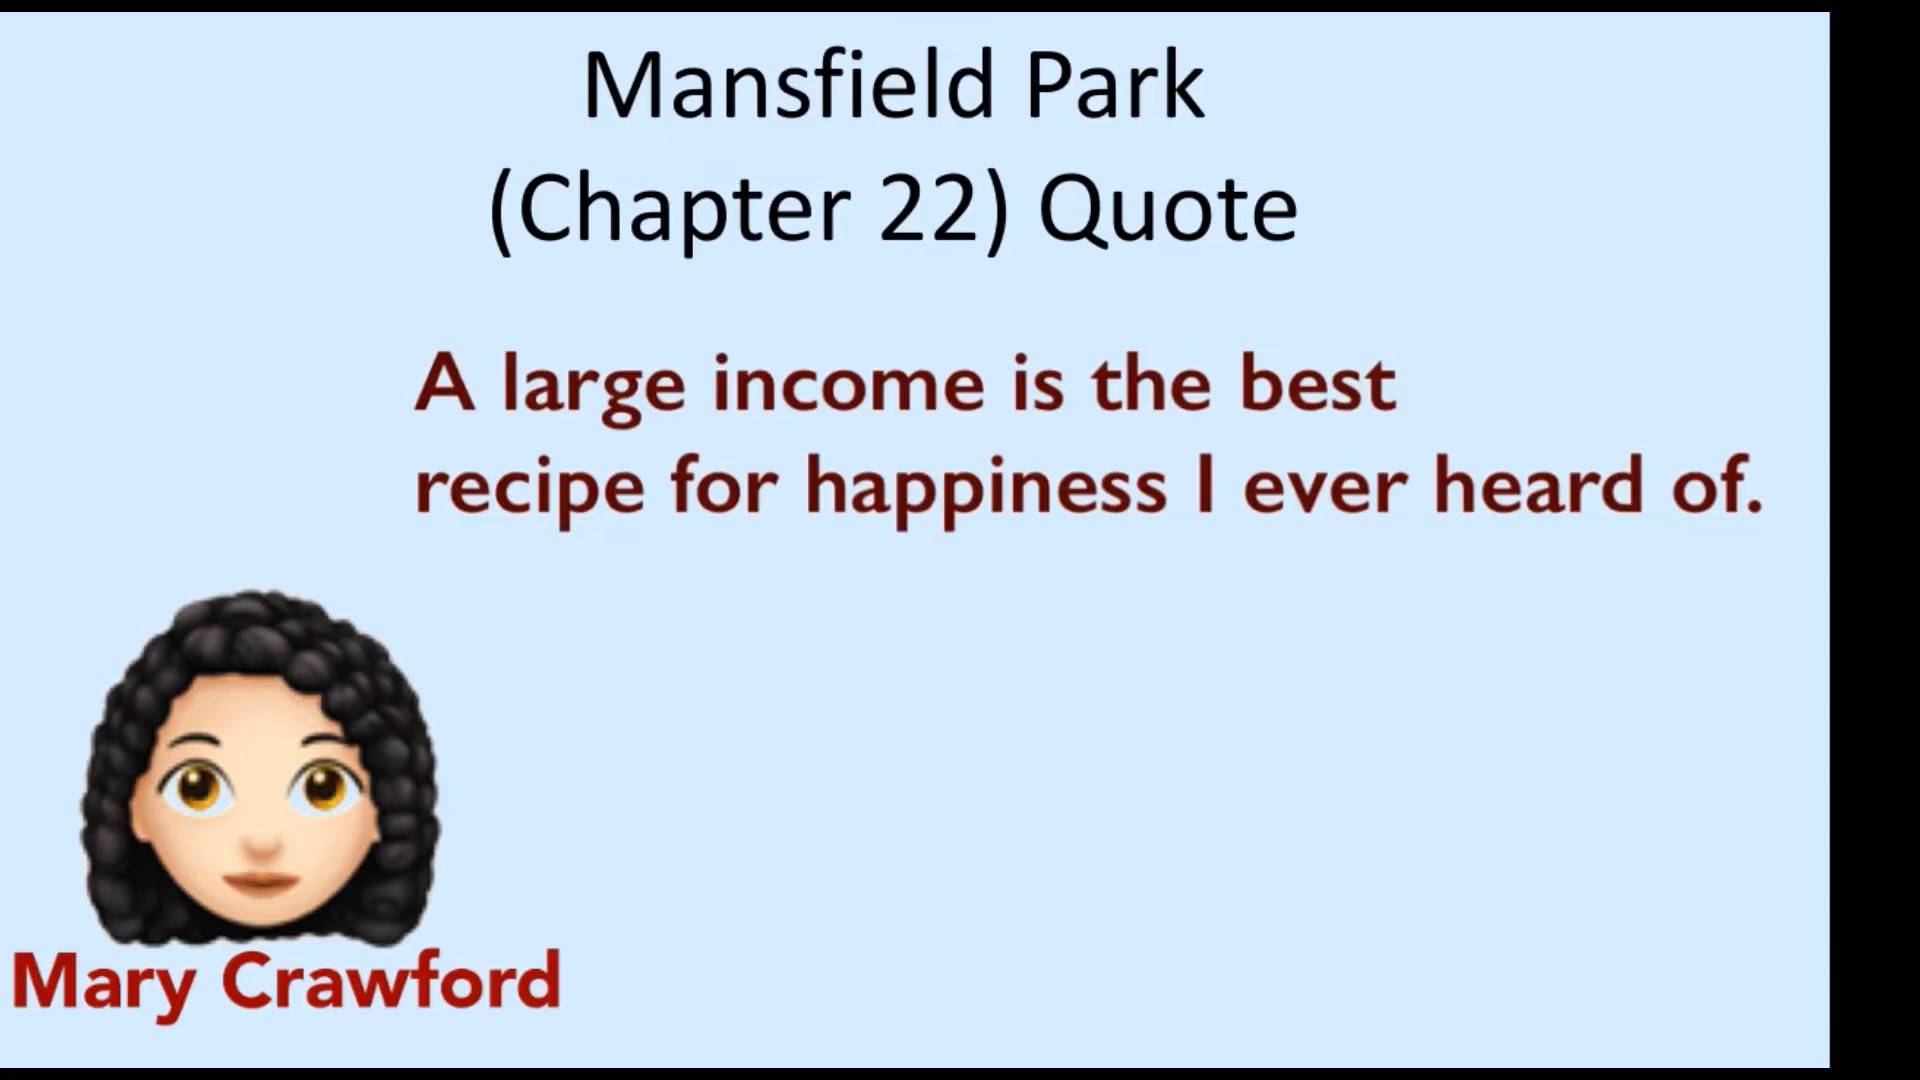 Mansfield Park
(Chapter 22) Quote
A large income is the best
recipe for happiness I ever heard of.
Mary Crawford